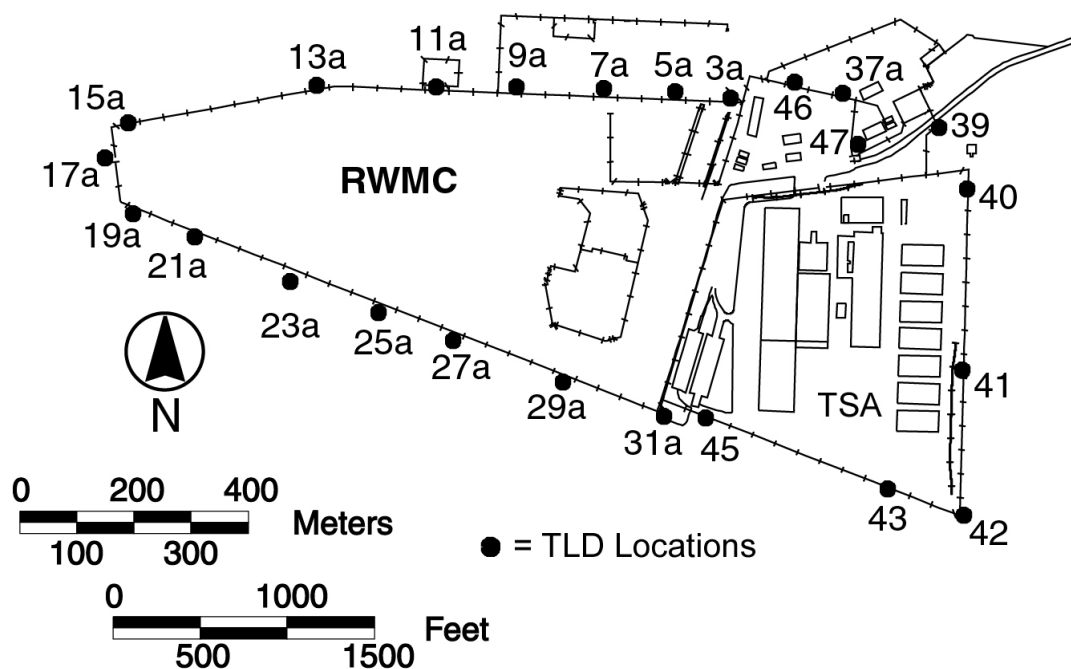 11a
13a
9a
7a
5a
3a
37a
46
15a
39
47
17a
RWMC
40
19a
21a
23a
25a
27a
41
29a
TSA
31a
45
N
0 200 400
Meters
100 300
43
42
= TLD Locations
0 1000
Feet
500 1500